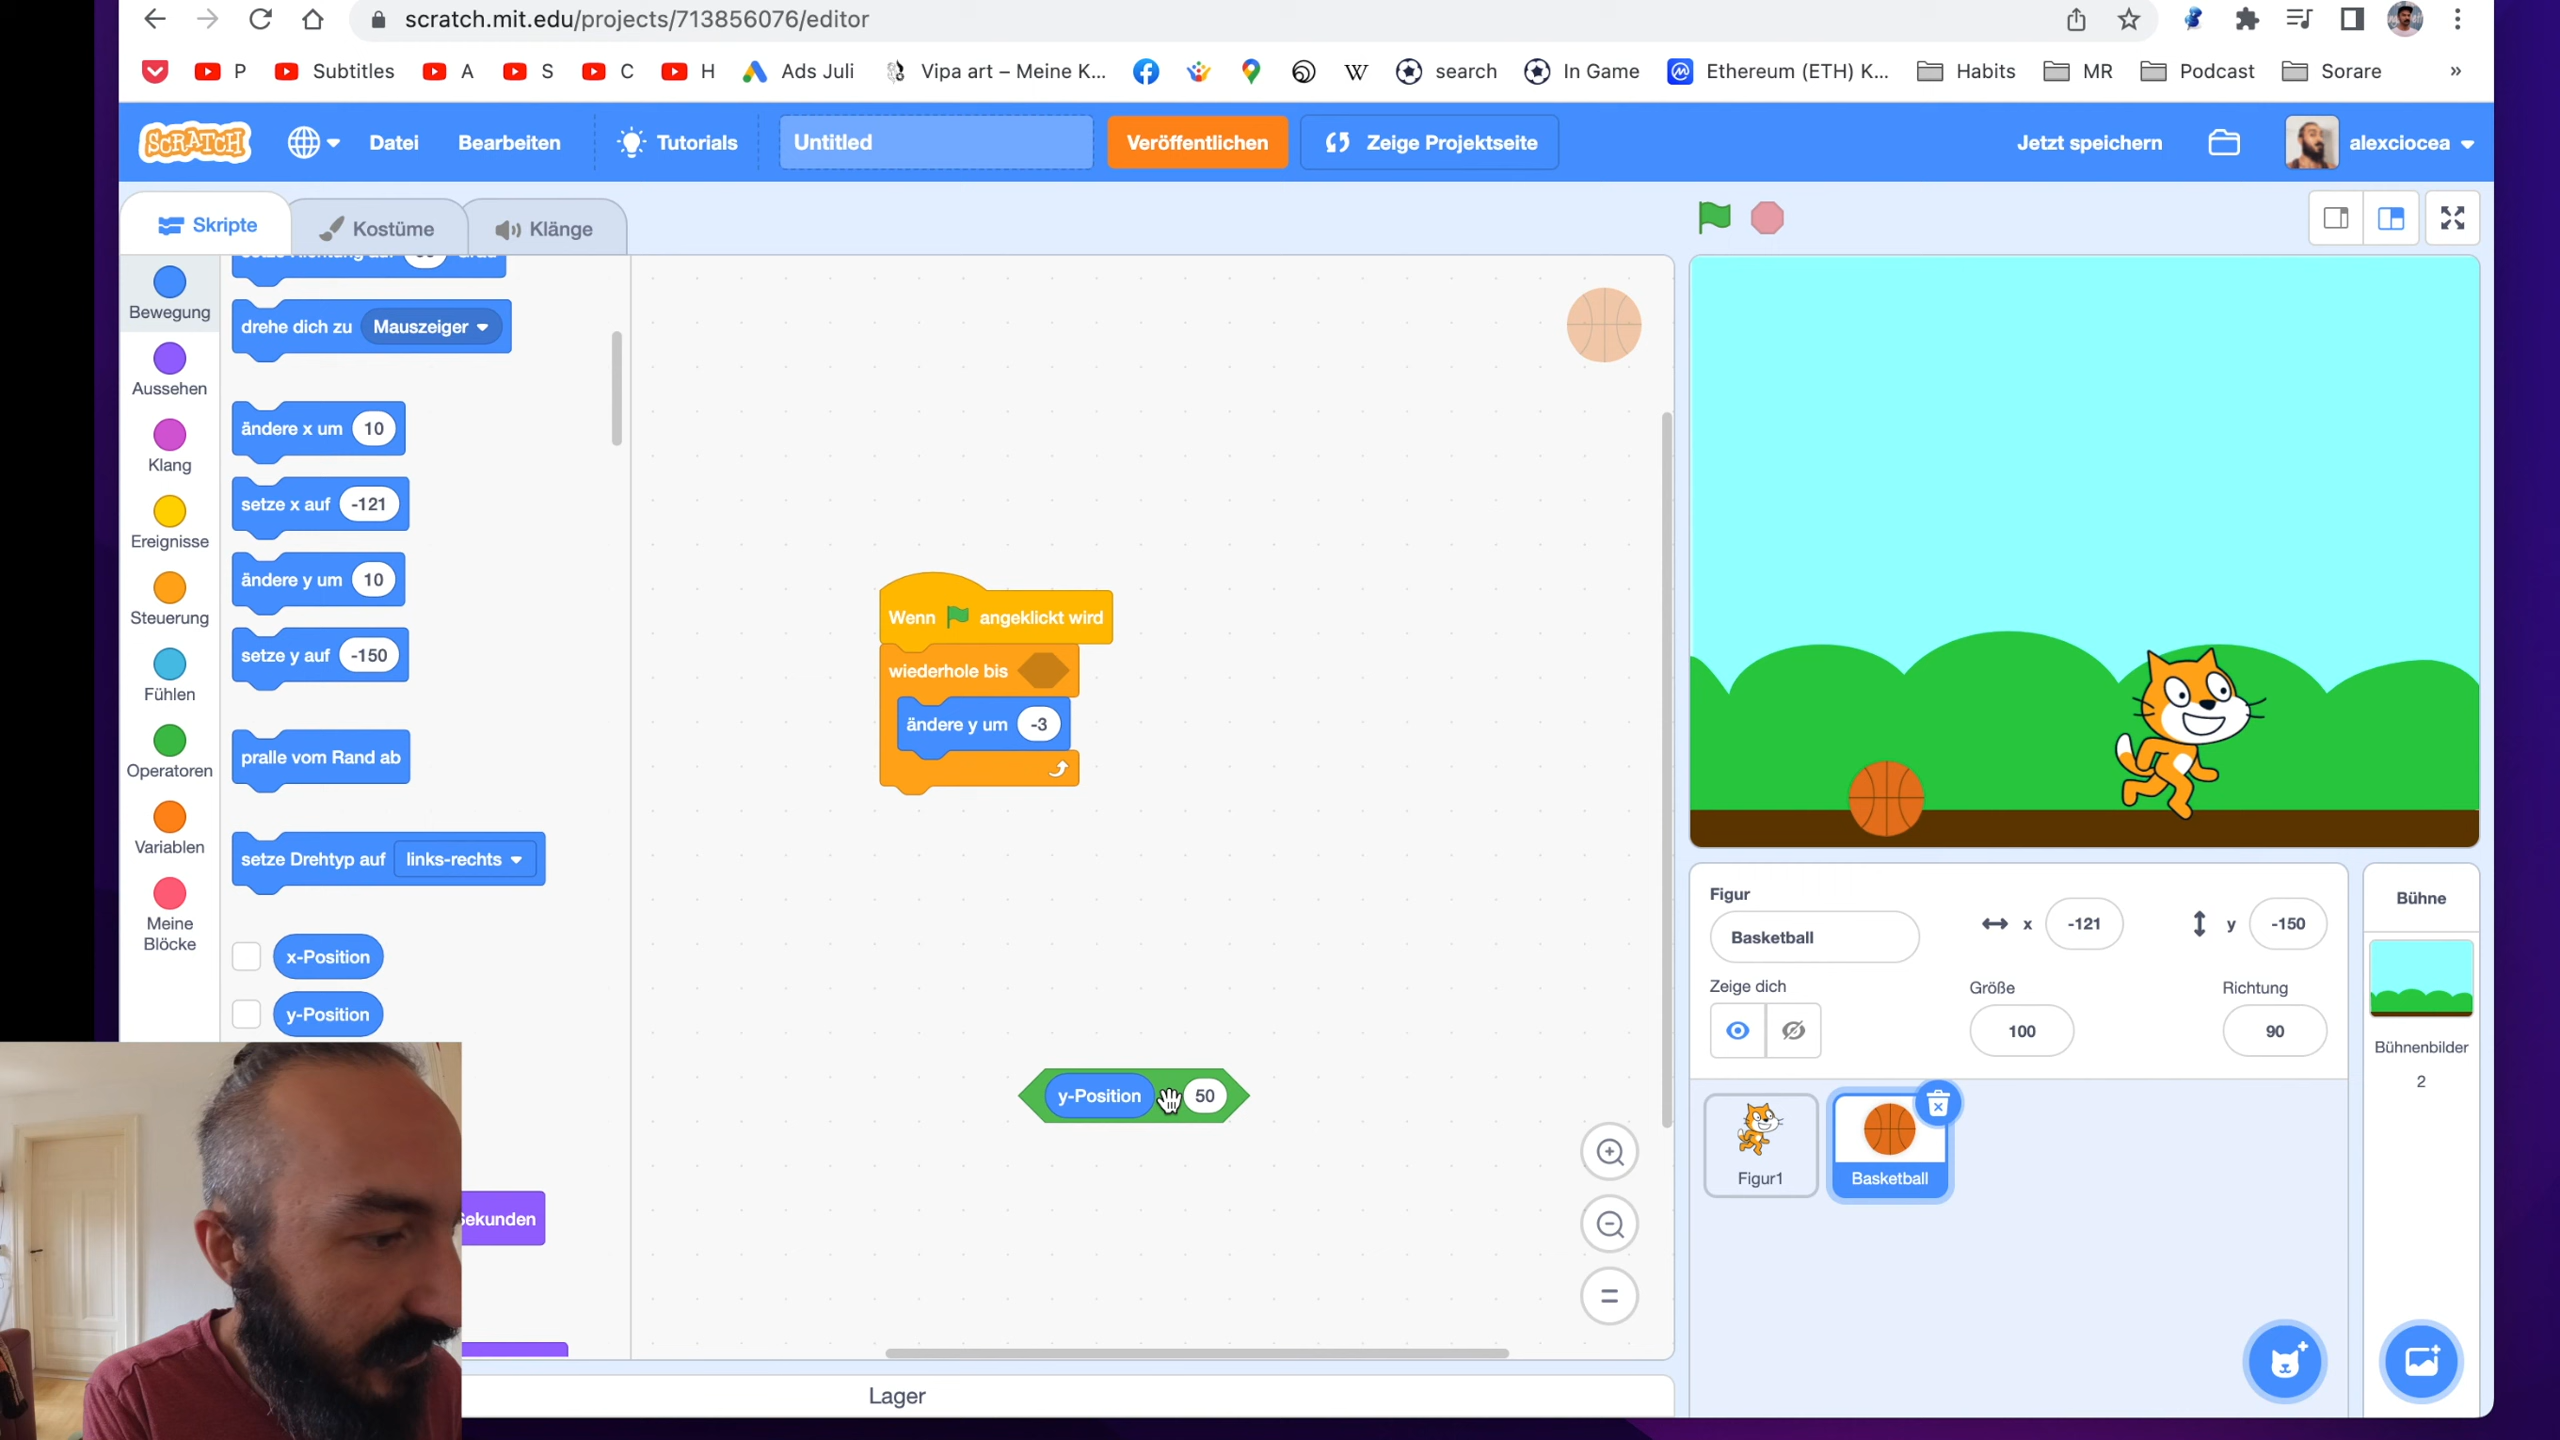 scratch.mit.edu/projects/713856076/editor
P
Subtitles
A
S
C
H
Ads Juli
Vipa art – Meine K...
search
In Game
Ethereum (ETH) K...
Habits
MR
Podcast
Sorare
»
SCRATCH
Datei
Bearbeiten
Tutorials
Untitled
Veröffentlichen
Zeige Projektseite
Jetzt speichern
alexciocea
Skripte
Kostüme
Klänge
Bewegung
Aussehen
Klang
Ereignisse
Steuerung
Fühlen
Operatoren
Variablen
Meine
Blöcke
drehe dich zu Mauszeiger
ändere x um 10
setze x auf -121
ändere y um 10
setze y auf -150
pralle vom Rand ab
setze Drehtyp auf links-rechts
x-Position
y-Position
Sekunden
Wenn angeklickt wird
wiederhole bis
ändere y um -3
y-Position 50
Lager
Figur
Basketball
x -121
y -150
Zeige dich
Größe
100
Richtung
90
Figur1
Basketball
Bühne
Bühnenbilder
2